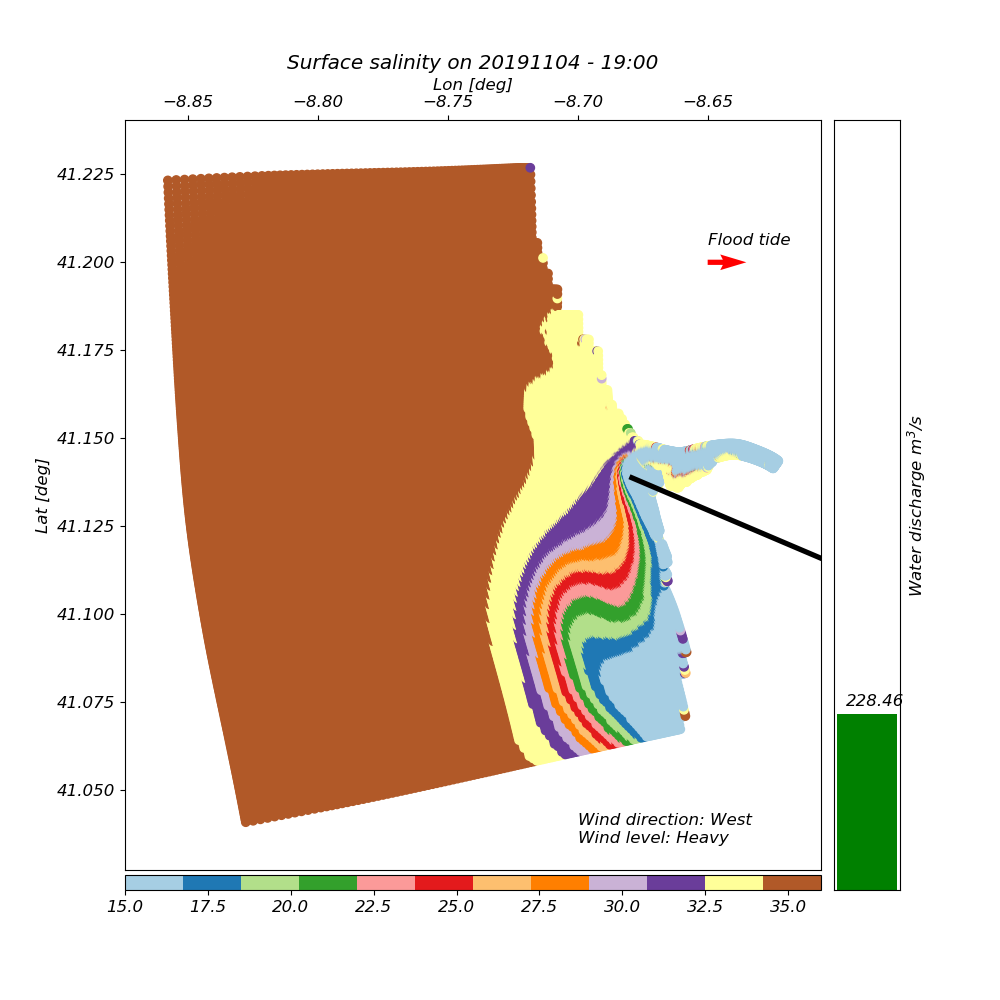 Surface salinity on 20191104 - 19:00
Lon [deg]
−8.85 −8.80 −8.75 −8.70 −8.65
41.225
41.200
41.175
41.150
41.125
41.100
41.075
41.050
Lat [deg]
Flood tide
Wind direction: West
Wind level: Heavy
228.46
Water discharge m³/s
15.0 17.5 20.0 22.5 25.0 27.5 30.0 32.5 35.0